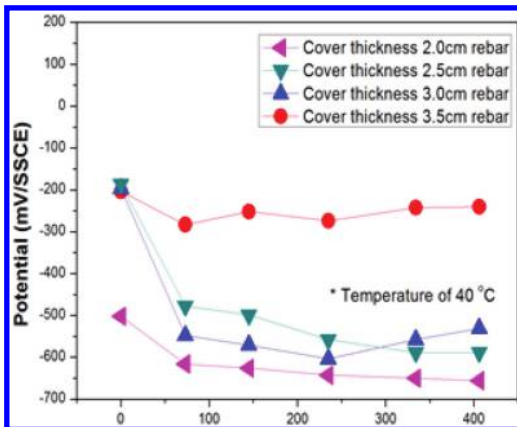 200
100
0
-100
-200
-300
-400
-500
-600
-700
Potential (mV/SSCE)
Cover thickness 2.0cm rebar
Cover thickness 2.5cm rebar
Cover thickness 3.0cm rebar
Cover thickness 3.5cm rebar
* Temperature of 40 °C
0 100 200 300 400